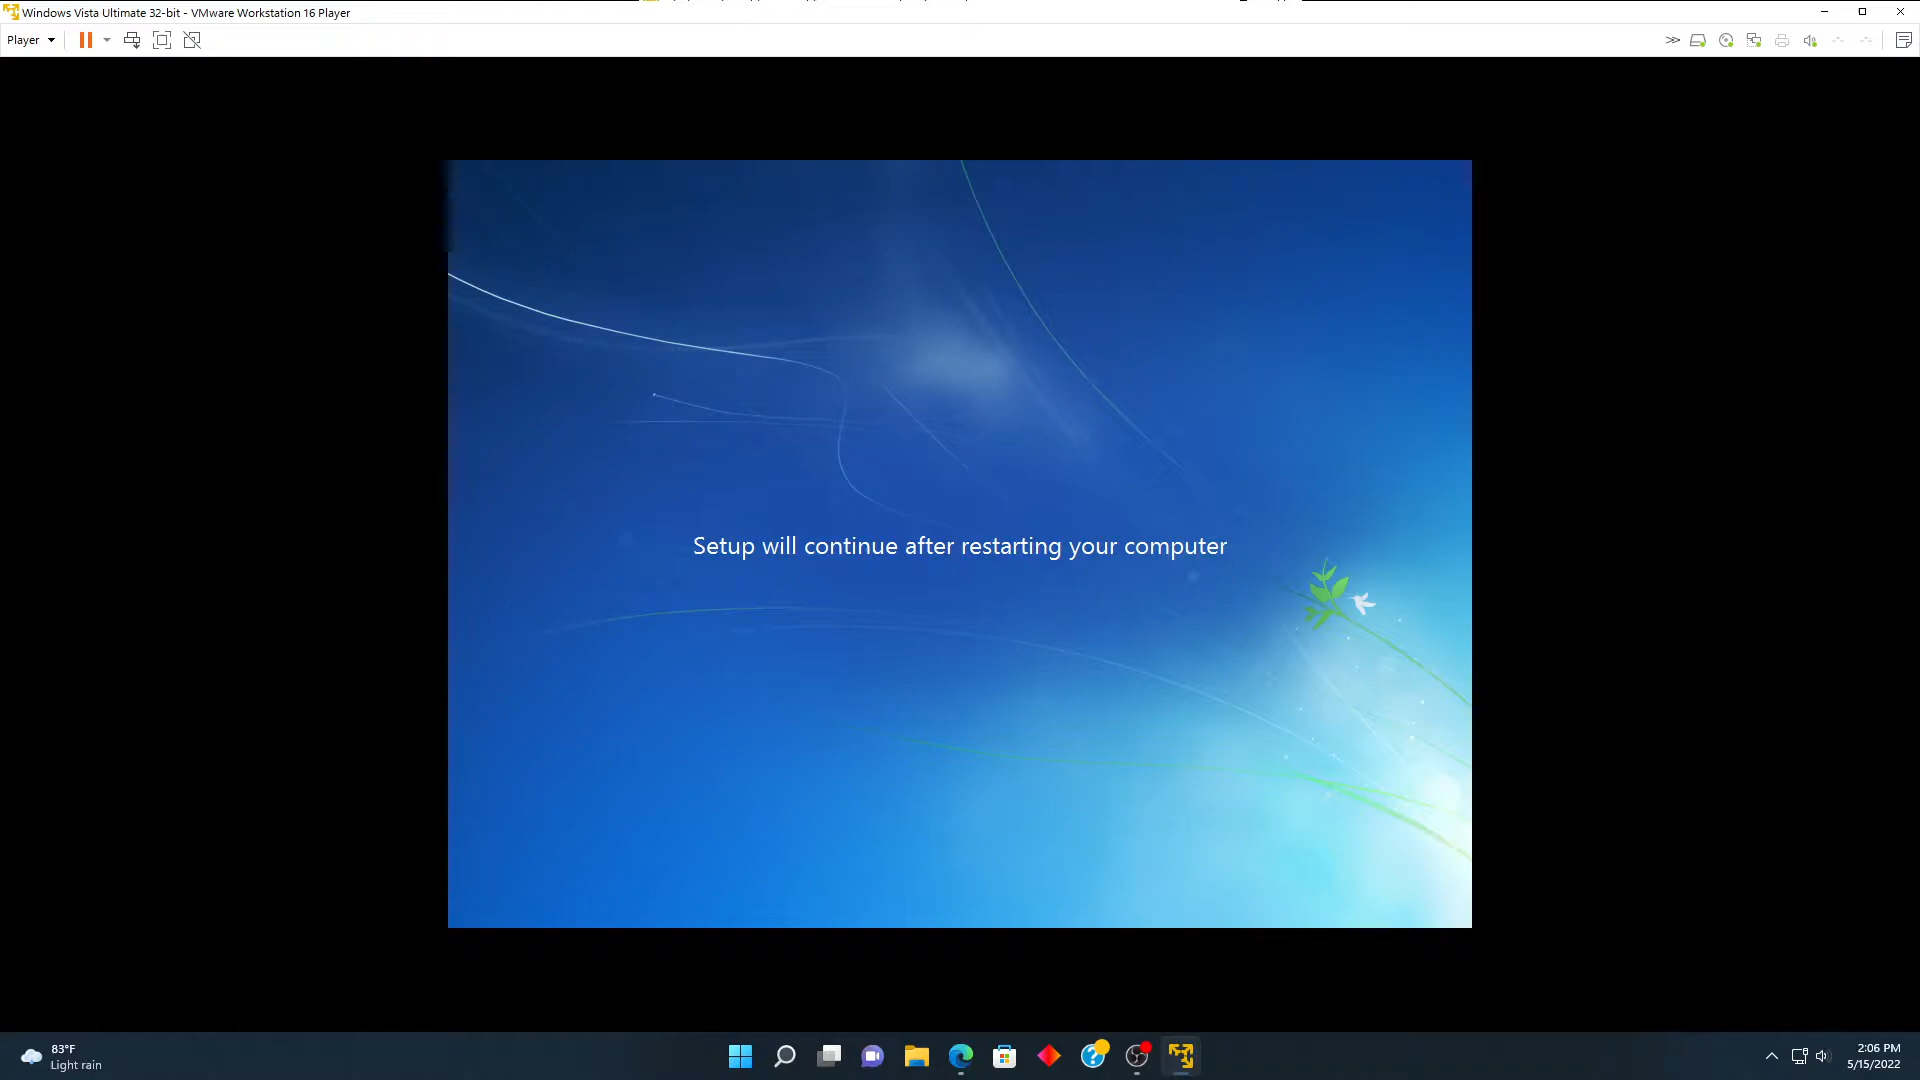 Windows Vista Ultimate 32-bit - VMware Workstation 16 Player
Player
Setup will continue after restarting your computer
83°F
Light rain
2:06 PM
5/15/2022